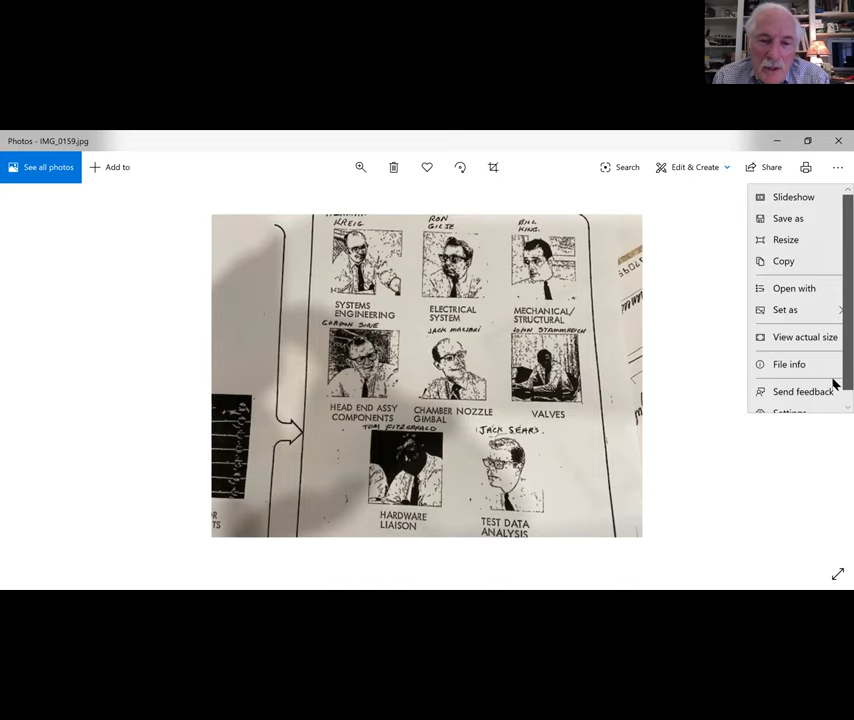 Photos - IMG_0159.jpg
See all photos
Add to
Search
Edit & Create
Share
Slideshow
Save as
Resize
Copy
Open with
Set as
View actual size
File info
Send feedback
Settings
KREIG
RON
GILJE
BILL
KING
SYSTEMS
ENGINEERING
ELECTRICAL
SYSTEM
MECHANICAL/
STRUCTURAL
GORDON JUNE
JACK
JOHN STAMMREICH
HEAD END ASSY
COMPONENTS
CHAMBER NOZZLE
GIMBAL
VALVES
TOM FITZGERALD
JACK SEARS.
HARDWARE
LIAISON
TEST DATA
ANALYSIS